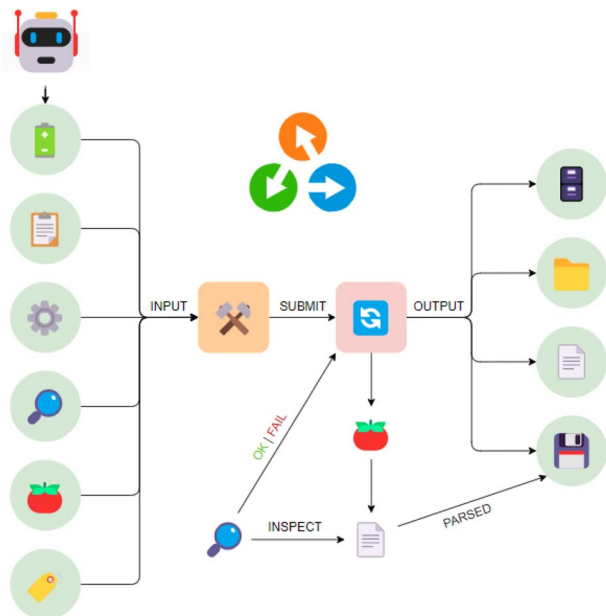 INPUT
SUBMIT
OUTPUT
OK | FAIL
INSPECT
PARSED